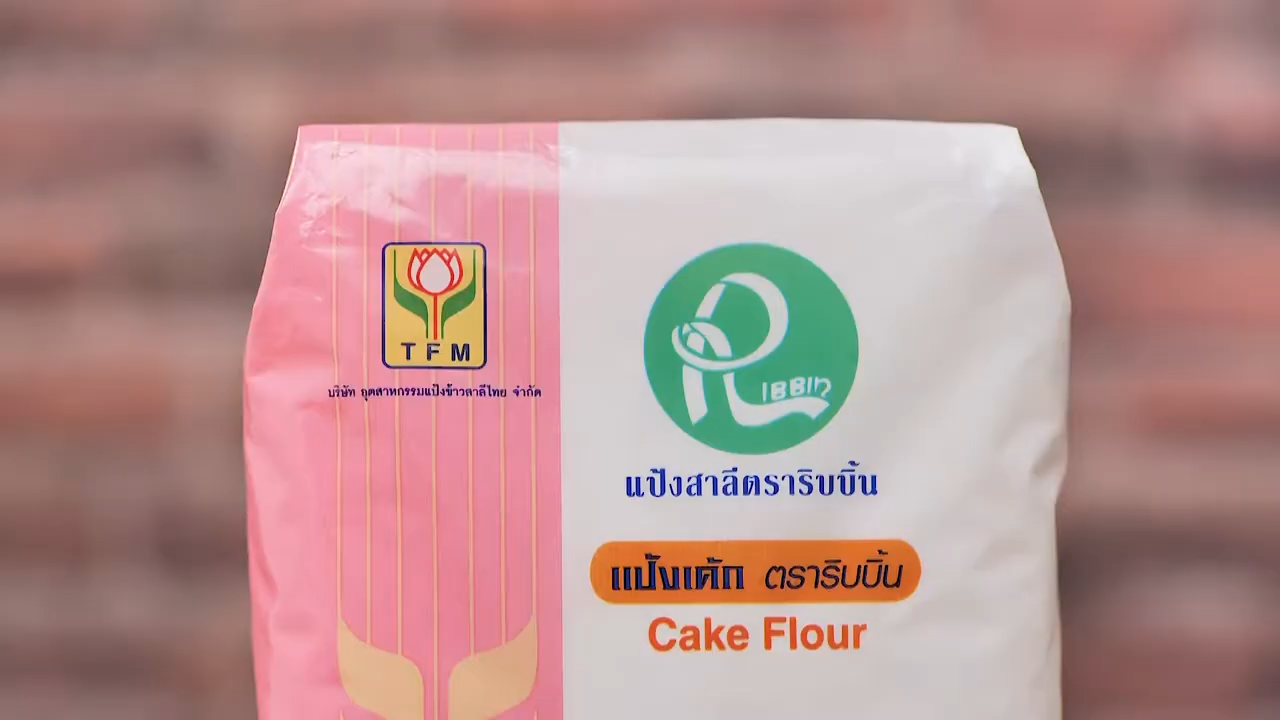 TFM
บริษัท อุตสาหกรรมแป้งข้าวสาลีไทย จำกัด
Ribbin
แป้งสาลีตราริบบิ้น
แป้งเค้ก ตราริบบิ้น
Cake Flour